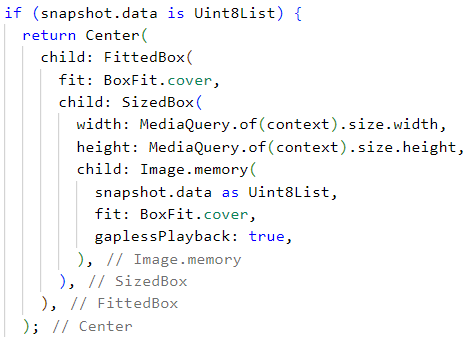 if (snapshot.data is Uint8List) {
  return Center(
    child: FittedBox(
      fit: BoxFit.cover,
      child: SizedBox(
        width: MediaQuery.of(context).size.width,
        height: MediaQuery.of(context).size.height,
        child: Image.memory(
          snapshot.data as Uint8List,
          fit: BoxFit.cover,
          gaplessPlayback: true,
        ), // Image.memory
      ), // SizedBox
    ), // FittedBox
  ); // Center